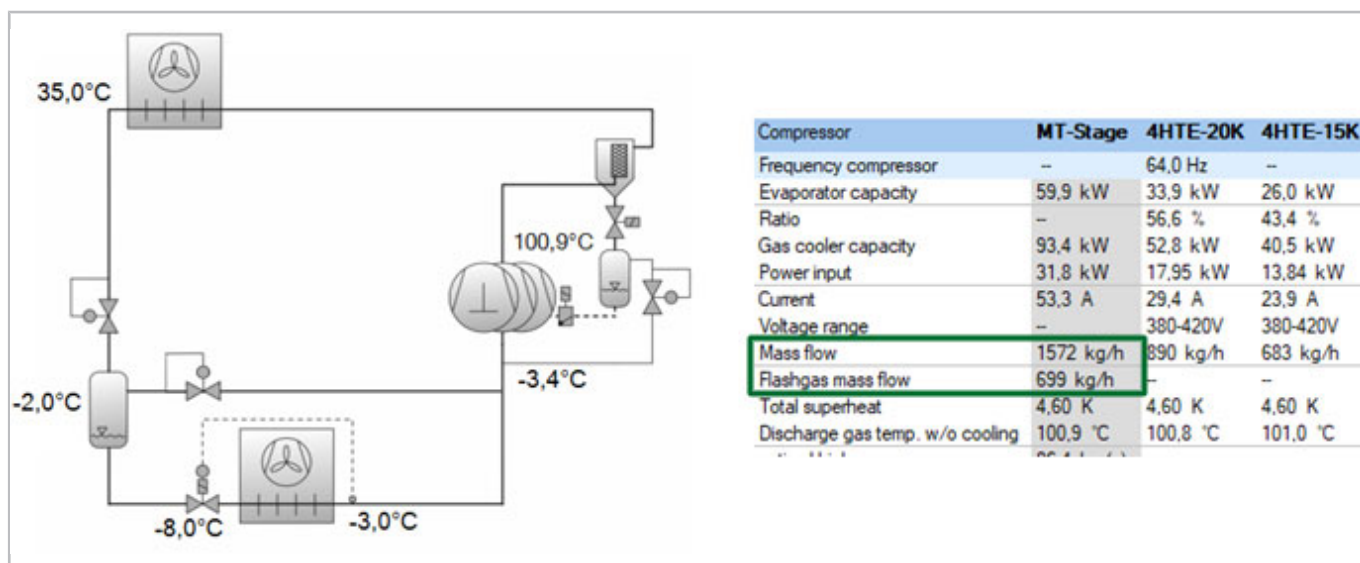 35,0°C
100,9°C
-3,4°C
-2,0°C
-8,0°C
-3,0°C
Compressor MT-Stage 4HTE-20K 4HTE-15K
Frequency compressor -- 64,0 Hz --
Evaporator capacity 59,9 kW 33,9 kW 26,0 kW
Ratio -- 56,6 % 43,4 %
Gas cooler capacity 93,4 kW 52,8 kW 40,5 kW
Power input 31,8 kW 17,95 kW 13,84 kW
Current 53,3 A 29,4 A 23,9 A
Voltage range -- 380-420V 380-420V
Mass flow 1572 kg/h 890 kg/h 683 kg/h
Flashgas mass flow 699 kg/h -- --
Total superheat 4,60 K 4,60 K 4,60 K
Discharge gas temp. w/o cooling 100,9 °C 100,8 °C 101,0 °C